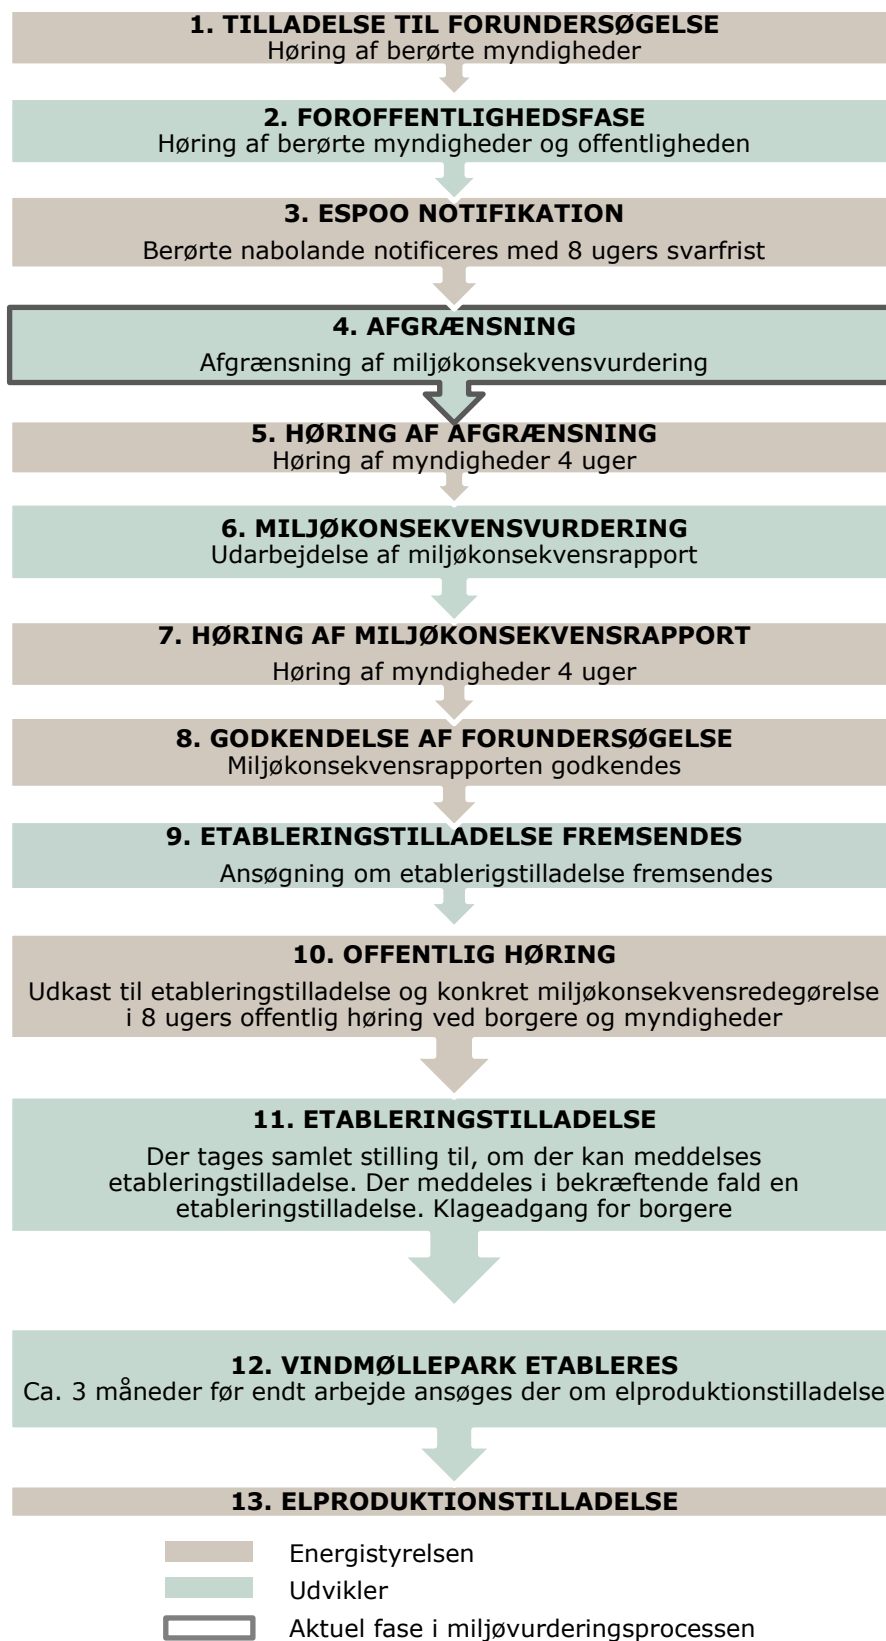 1. TILLADELSE TIL FORUNDERSØGELSE
Høring af berørte myndigheder
2. FOROFFENTLIGHEDSFASE
Høring af berørte myndigheder og offentligheden
3. ESPOO NOTIFIKATION
Berørte nabolande notificeres med 8 ugers svarfrist
4. AFGRÆNSNING
Afgrænsning af miljøkonsekvensvurdering
5. HØRING AF AFGRÆNSNING
Høring af myndigheder 4 uger
6. MILJØKONSEKVENSVURDERING
Udarbejdelse af miljøkonsekvensrapport
7. HØRING AF MILJØKONSEKVENSRAPPORT
Høring af myndigheder 4 uger
8. GODKENDELSE AF FORUNDERSØGELSE
Miljøkonsekvensrapporten godkendes
9. ETABLERINGSTILLADELSE FREMSENDES
Ansøgning om etablerigstilladelse fremsendes
10. OFFENTLIG HØRING
Udkast til etableringstilladelse og konkret miljøkonsekvensredegørelse
i 8 ugers offentlig høring ved borgere og myndigheder
11. ETABLERINGSTILLADELSE
Der tages samlet stilling til, om der kan meddelses
etableringstilladelse. Der meddeles i bekræftende fald en
etableringstilladelse. Klageadgang for borgere
12. VINDMØLLEPARK ETABLERES
Ca. 3 måneder før endt arbejde ansøges der om elproduktionstilladelse
13. ELPRODUKTIONSTILLADELSE
Energistyrelsen
Udvikler
Aktuel fase i miljøvurderingsprocessen